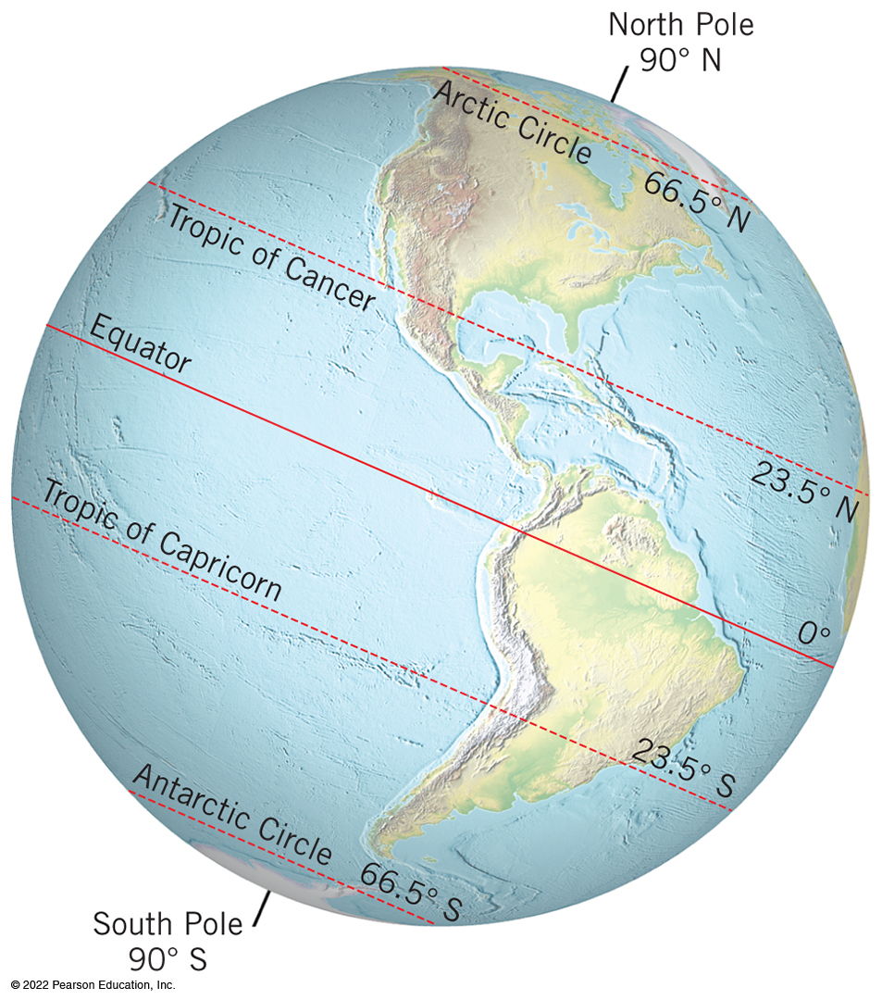 North Pole
90° N
Arctic Circle
66.5° N
Tropic of Cancer
23.5° N
Equator
0°
Tropic of Capricorn
23.5° S
Antarctic Circle
66.5° S
South Pole
90° S
© 2022 Pearson Education, Inc.